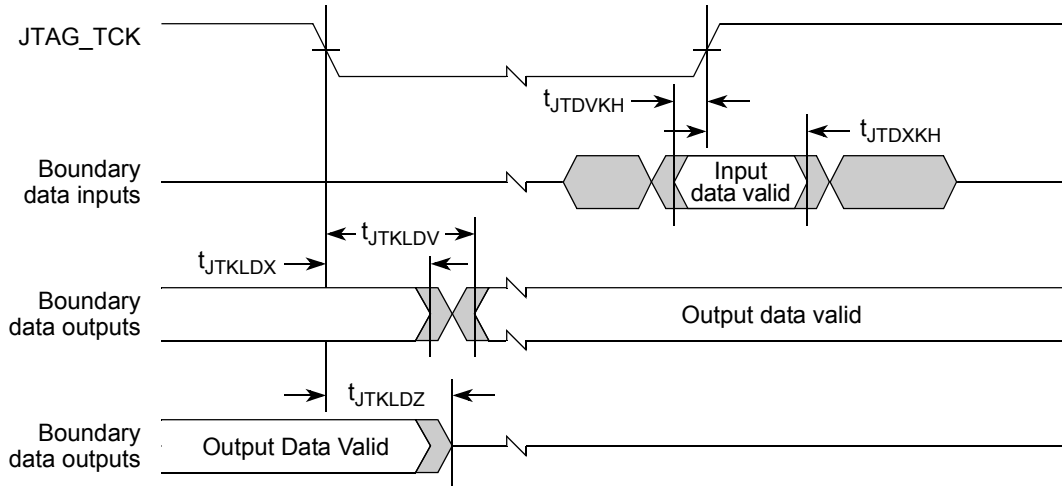 JTAG_TCK
tJTDVKH
tJTDXKH
Boundary
data inputs
Input
data valid
tJTKLDV
tJTKLDX
Boundary
data outputs
Output data valid
tJTKLDZ
Boundary
data outputs
Output Data Valid